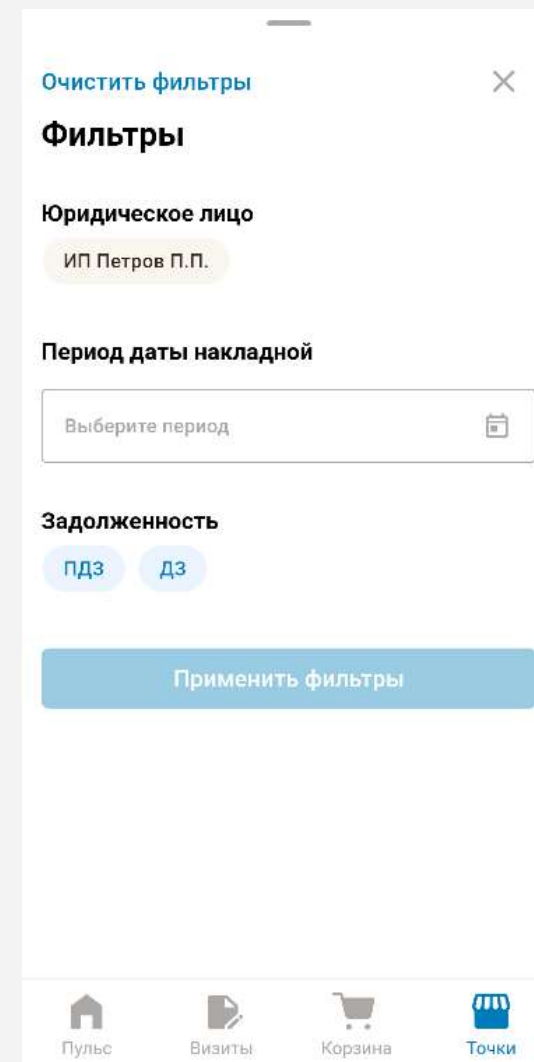 Очистить фильтры
Фильтры
Юридическое лицо
ИП Петров П.П.
Период даты накладной
Выберите период
Задолженность
ПДЗ ДЗ
Применить фильтры
Пульс Визиты Корзина Точки